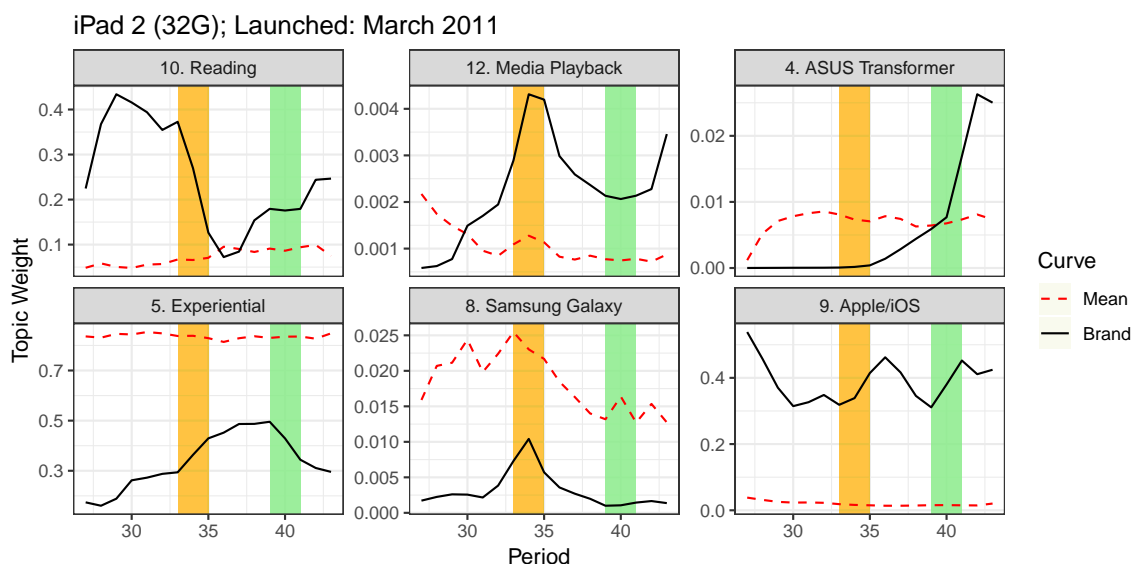 iPad 2 (32G); Launched: March 2011
10. Reading
12. Media Playback
4. ASUS Transformer
0.4
0.3
0.2
0.1
0.004
0.003
0.002
0.001
0.02
0.01
0.00
5. Experiential
8. Samsung Galaxy
9. Apple/iOS
0.7
0.5
0.3
0.025
0.020
0.015
0.010
0.005
0.000
0.4
0.2
0.0
30 35 40
30 35 40
30 35 40
Topic Weight
Period
Curve
Mean
Brand